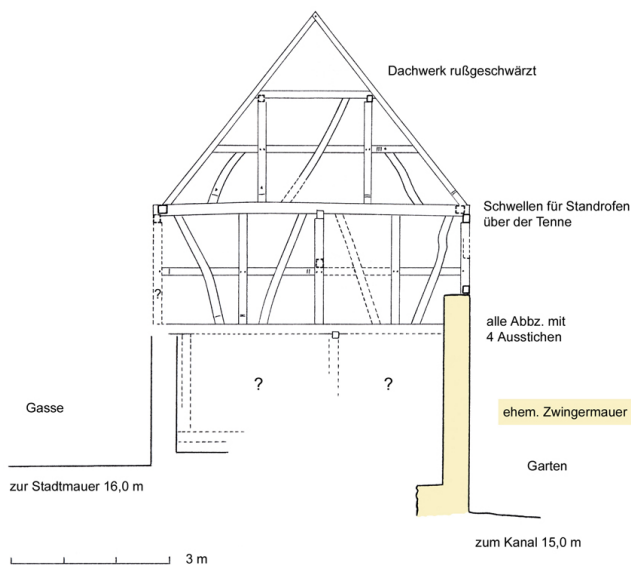 Dachwerk rußgeschwärzt
Schwellen für Standrofen
über der Tenne
?
alle Abbz. mit
4 Ausstichen
?
?
Gasse
ehem. Zwingermauer
Garten
zur Stadtmauer 16,0 m
zum Kanal 15,0 m
3 m